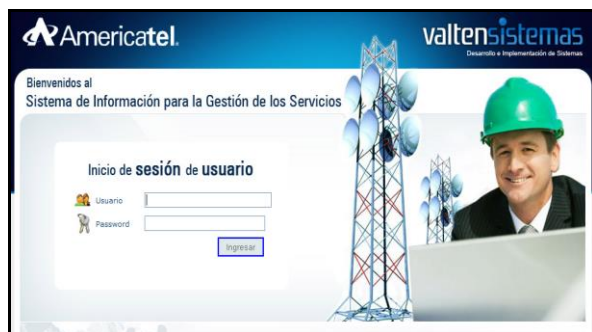 Americatel.
valtensistemas
Desarrollo e Implementación de Sistemas
Bienvenidos al
Sistema de Información para la Gestión de los Servicios
Inicio de sesión de usuario
Usuario
Password
Ingresar